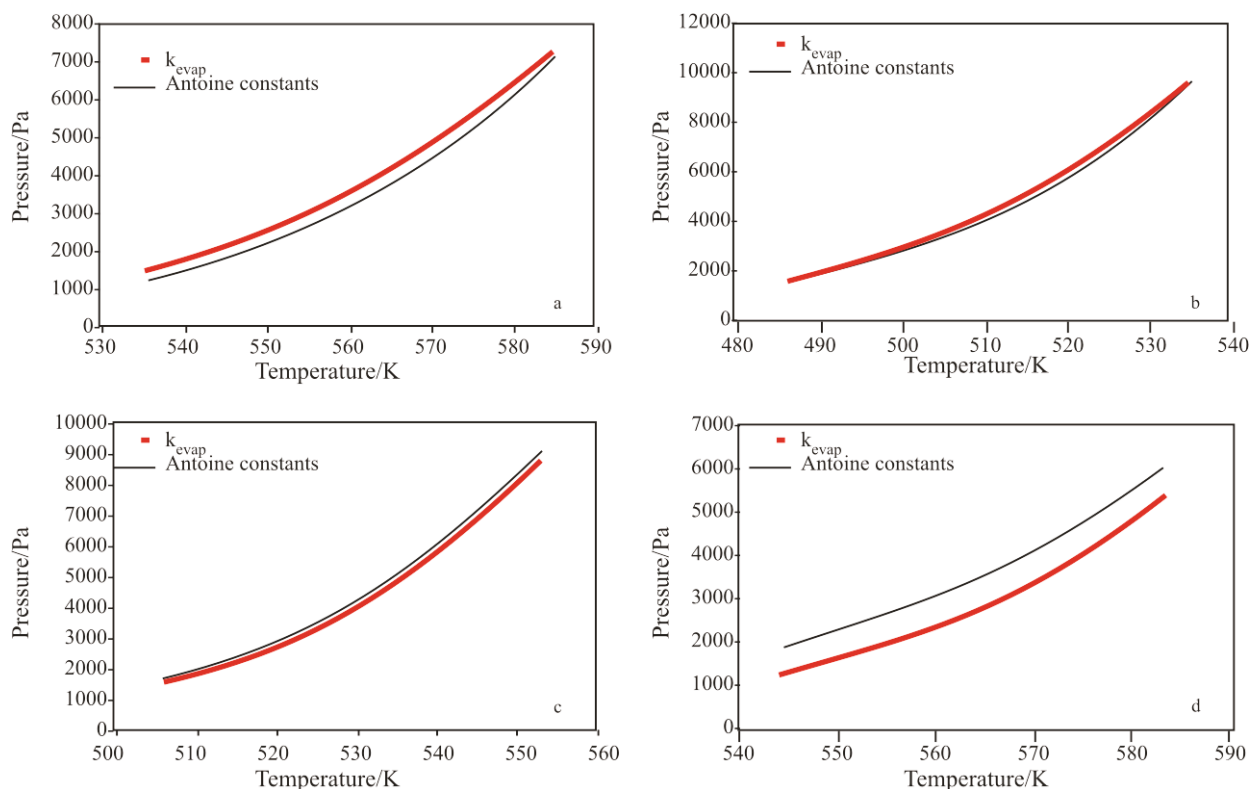 8000
7000
6000
5000
4000
3000
2000
1000
0
Pressure/Pa
k_evap
Antoine constants
a
530 540 550 560 570 580 590
Temperature/K
12000
10000
8000
6000
4000
2000
0
Pressure/Pa
k_evap
Antoine constants
b
480 490 500 510 520 530 540
Temperature/K
10000
9000
8000
7000
6000
5000
4000
3000
2000
1000
0
Pressure/Pa
k_evap
Antoine constants
c
500 510 520 530 540 550 560
Temperature/K
7000
6000
5000
4000
3000
2000
1000
0
Pressure/Pa
k_evap
Antoine constants
d
540 550 560 570 580 590
Temperature/K